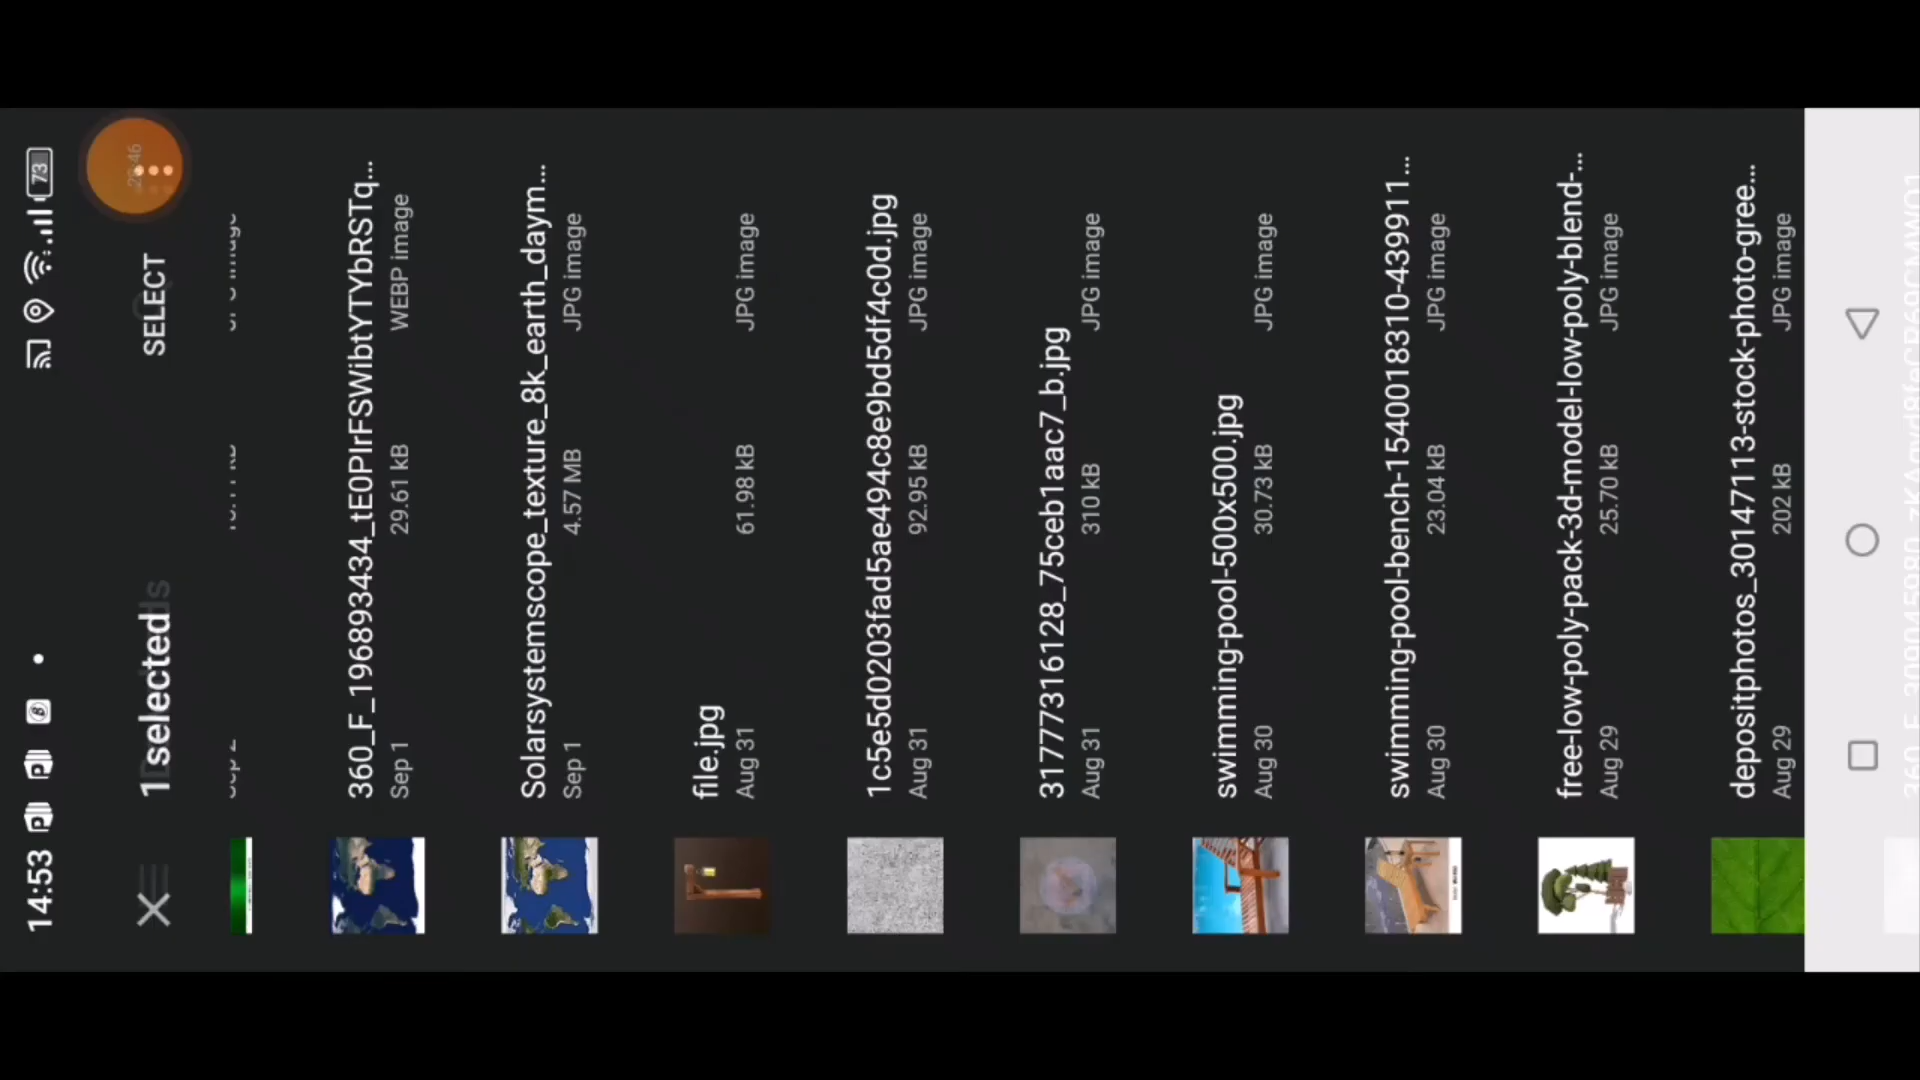 14:53
73
1 selected
SELECT
360_F_196893434_tE0PIrFSWibtYTYbRSTq...
Sep 1 29.61 kB WEBP image
Solarsystemscope_texture_8k_earth_daym...
Sep 1 4.57 MB JPG image
file.jpg
Aug 31 61.98 kB JPG image
1c5e5d0203fad5ae494c8e9bd5df4c0d.jpg
Aug 31 92.95 kB JPG image
31777316128_75ceb1aac7_b.jpg
Aug 31 310 kB JPG image
swimming-pool-500x500.jpg
Aug 30 30.73 kB JPG image
swimming-pool-bench-1540018310-439911...
Aug 30 23.04 kB JPG image
free-low-poly-pack-3d-model-low-poly-blend-...
Aug 29 25.70 kB JPG image
depositphotos_30147113-stock-photo-gree...
Aug 29 202 kB JPG image